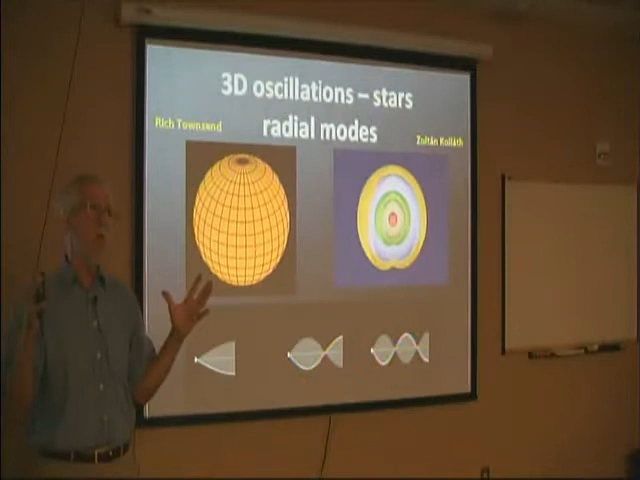 3D oscillations – stars
radial modes
Rich Townsend
Zoltán Kolláth